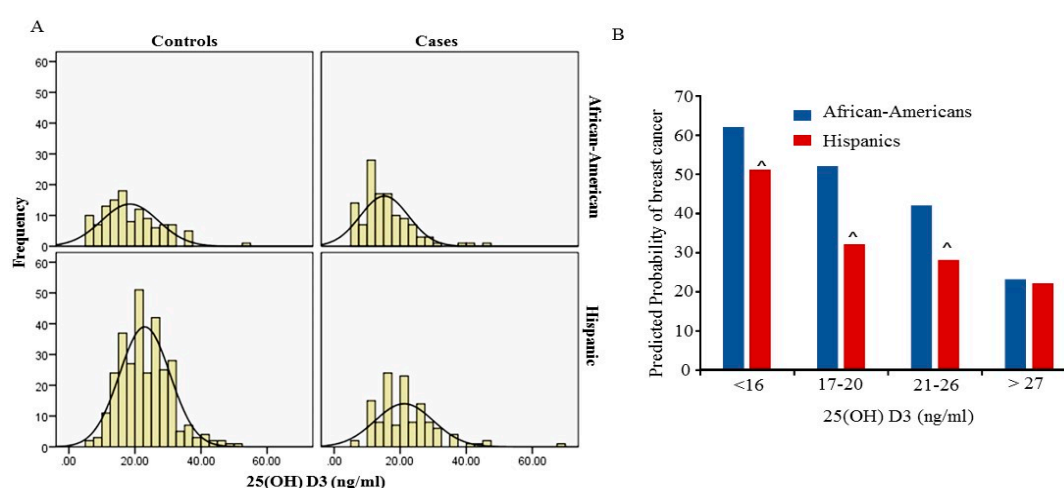 A
Controls
Cases
60
50
40
30
20
10
0
African-American
Frequency
60
50
40
30
20
10
0
Hispanic
.00 20.00 40.00 60.00 .00 20.00 40.00 60.00
25(OH) D3 (ng/ml)
B
African-Americans
Hispanics
Predicted Probability of breast cancer
70
60
50
40
30
20
10
0
^
^
^
<16 17-20 21-26 > 27
25(OH) D3 (ng/ml)